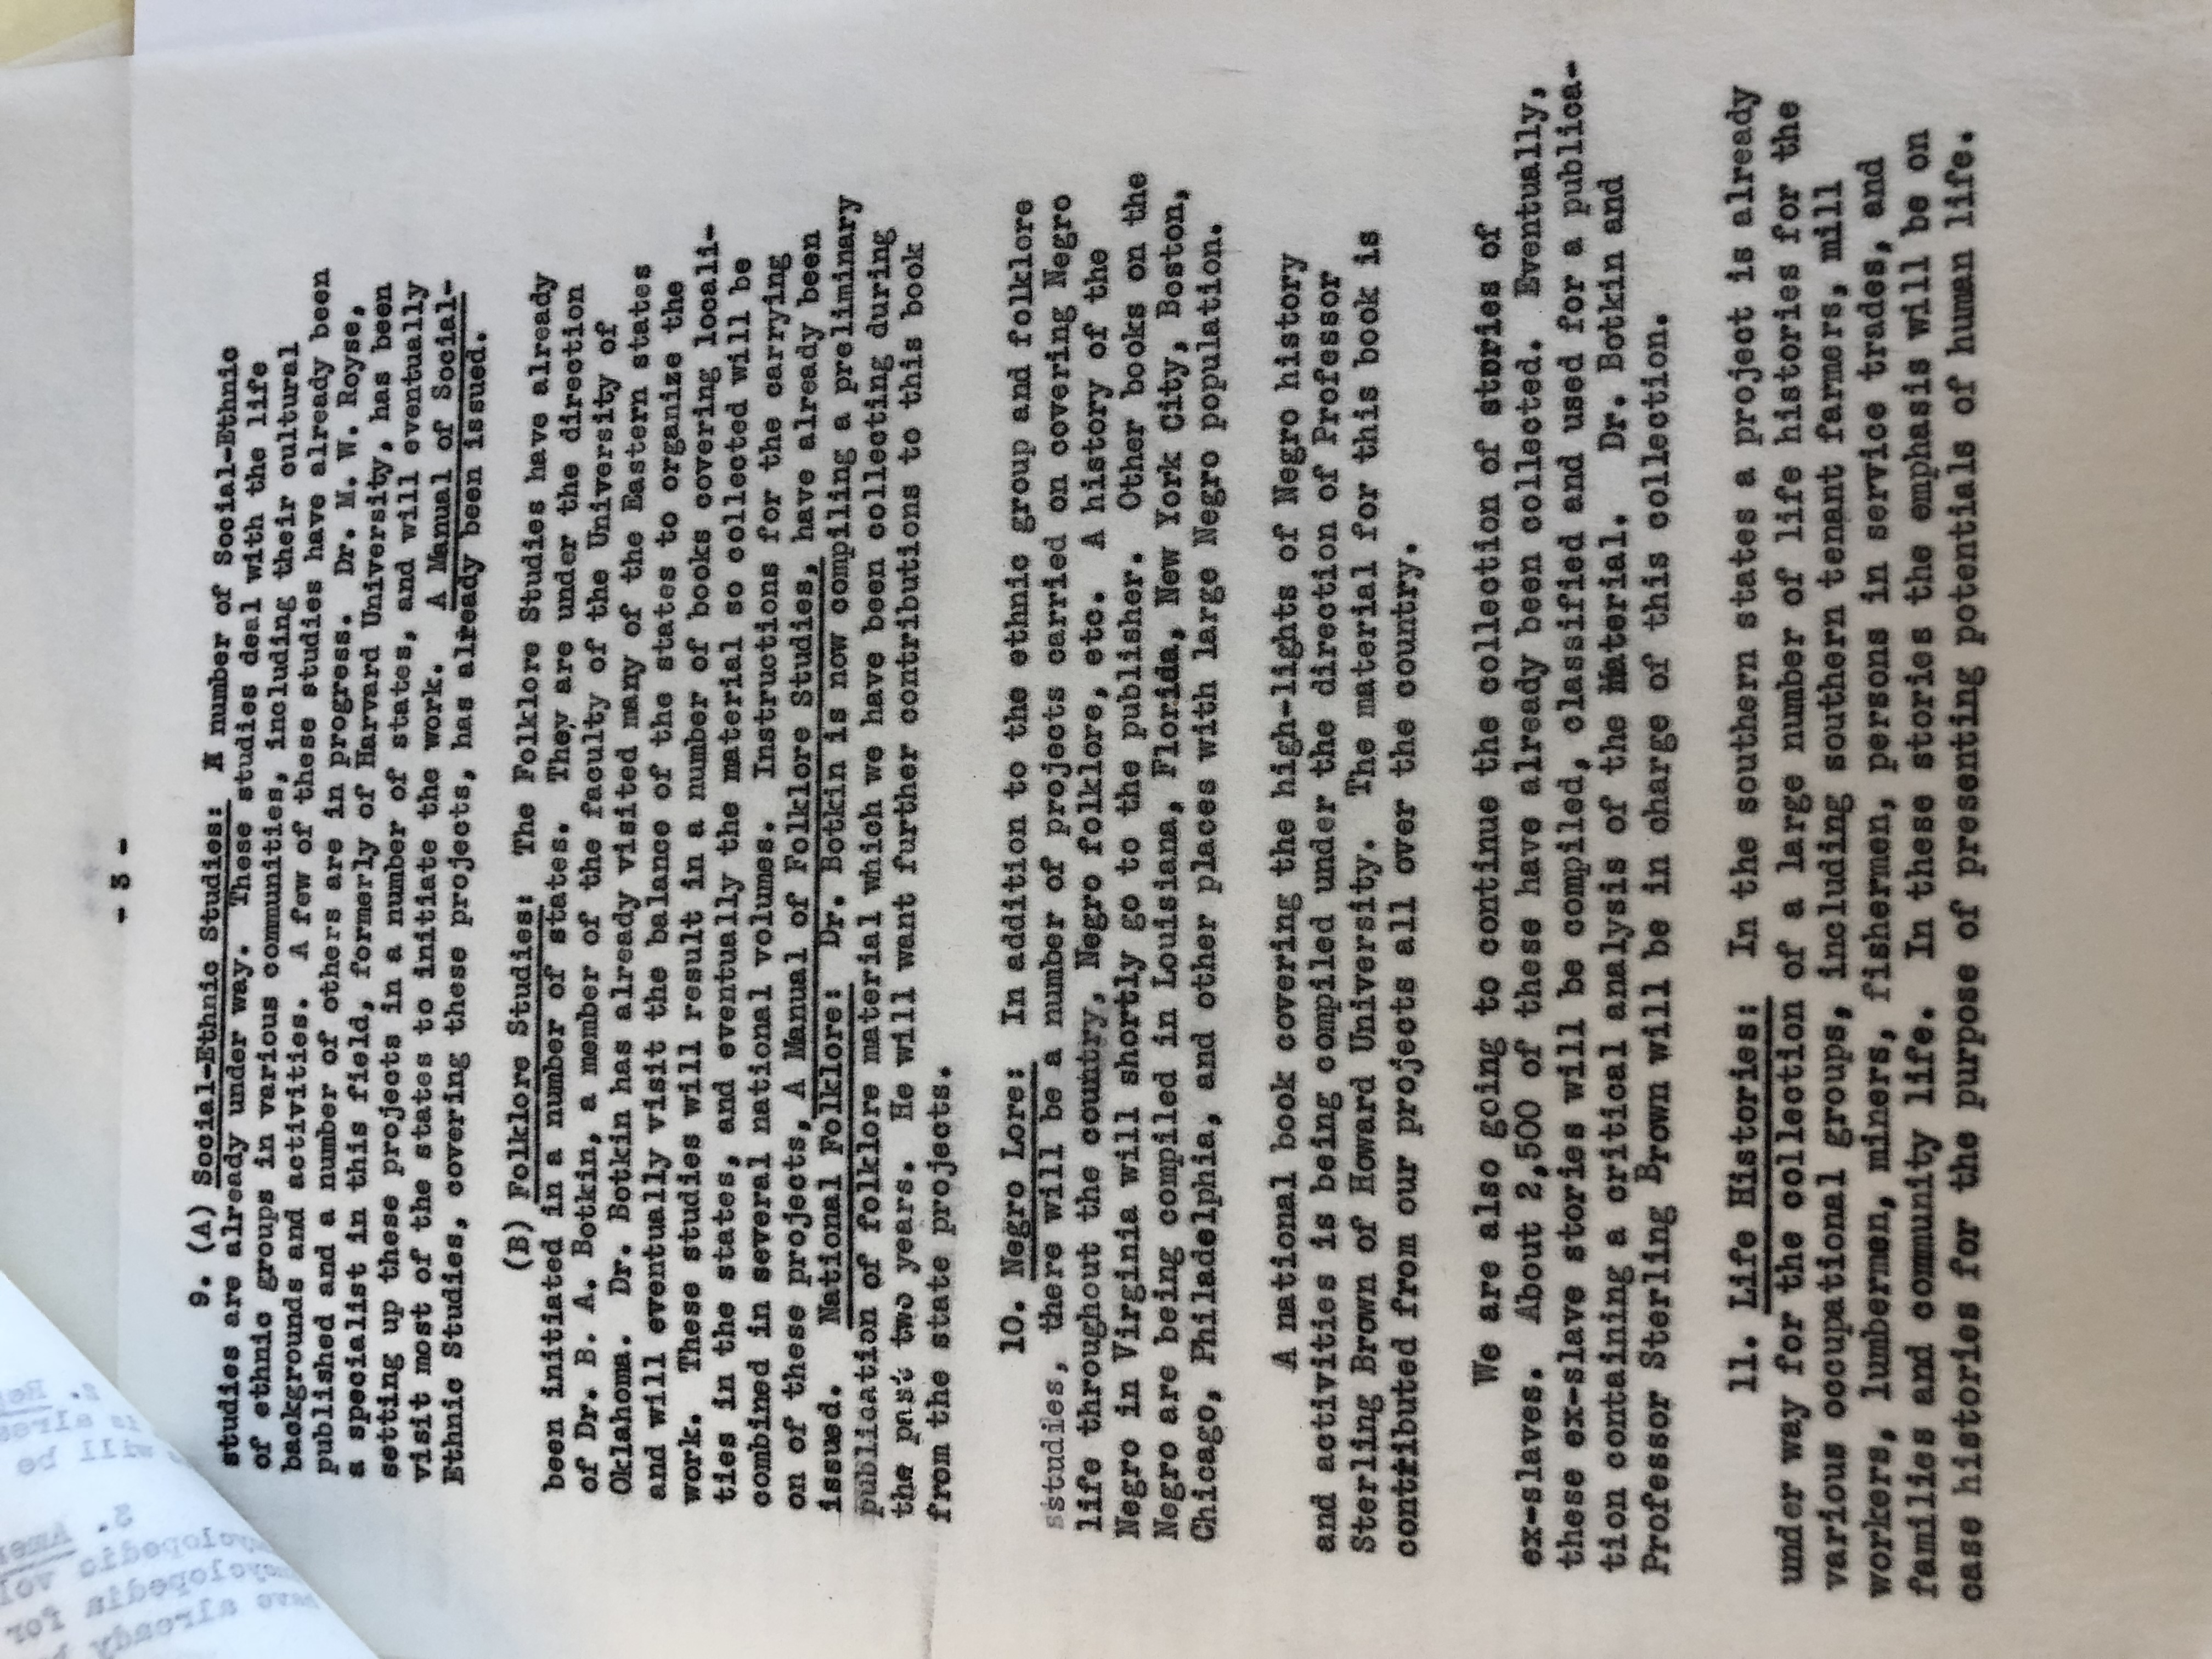 - 3 -
9. (A) Social-Ethnic Studies: A number of Social-Ethnic
studies are already under way. These studies deal with the life
of ethnic groups in various communities, including their cultural
backgrounds and activities. A few of these studies have already been
published and a number of others are in progress. Dr. M. W. Royse,
a specialist in this field, formerly of Harvard University, has been
setting up these projects in a number of states, and will eventually
visit most of the states to initiate the work. A Manual of Social-
Ethnic Studies, covering these projects, has already been issued.
(B) Folklore Studies: The Folklore Studies have already
been initiated in a number of states. They are under the direction
of Dr. B. A. Botkin, a member of the faculty of the University of
Oklahoma. Dr. Botkin has already visited many of the Eastern states
and will eventually visit the balance of the states to organize the
work. These studies will result in a number of books covering locali-
ties in the states, and eventually the material so collected will be
combined in several national volumes. Instructions for the carrying
on of these projects, A Manual of Folklore Studies, have already been
issued. National Folklore: Dr. Botkin is now compiling a preliminary
publication of folklore material which we have been collecting during
the past two years. He will want further contributions to this book
from the state projects.
10. Negro Lore: In addition to the ethnic group and folklore
sstudies, there will be a number of projects carried on covering Negro
life throughout the country, Negro folklore, etc. A history of the
Negro in Virginia will shortly go to the publisher. Other books on the
Negro are being compiled in Louisiana, Florida, New York City, Boston,
Chicago, Philadelphia, and other places with large Negro population.
A national book covering the high-lights of Negro history
and activities is being compiled under the direction of Professor
Sterling Brown of Howard University. The material for this book is
contributed from our projects all over the country.
We are also going to continue the collection of stories of
ex-slaves. About 2,500 of these have already been collected. Eventually,
these ex-slave stories will be compiled, classified and used for a publica-
tion containing a critical analysis of the Material. Dr. Botkin and
Professor Sterling Brown will be in charge of this collection.
11. Life Histories: In the southern states a project is already
under way for the collection of a large number of life histories for the
various occupational groups, including southern tenant farmers, mill
workers, lumbermen, miners, fishermen, persons in service trades, and
families and community life. In these stories the emphasis will be on
case histories for the purpose of presenting potentials of human life.